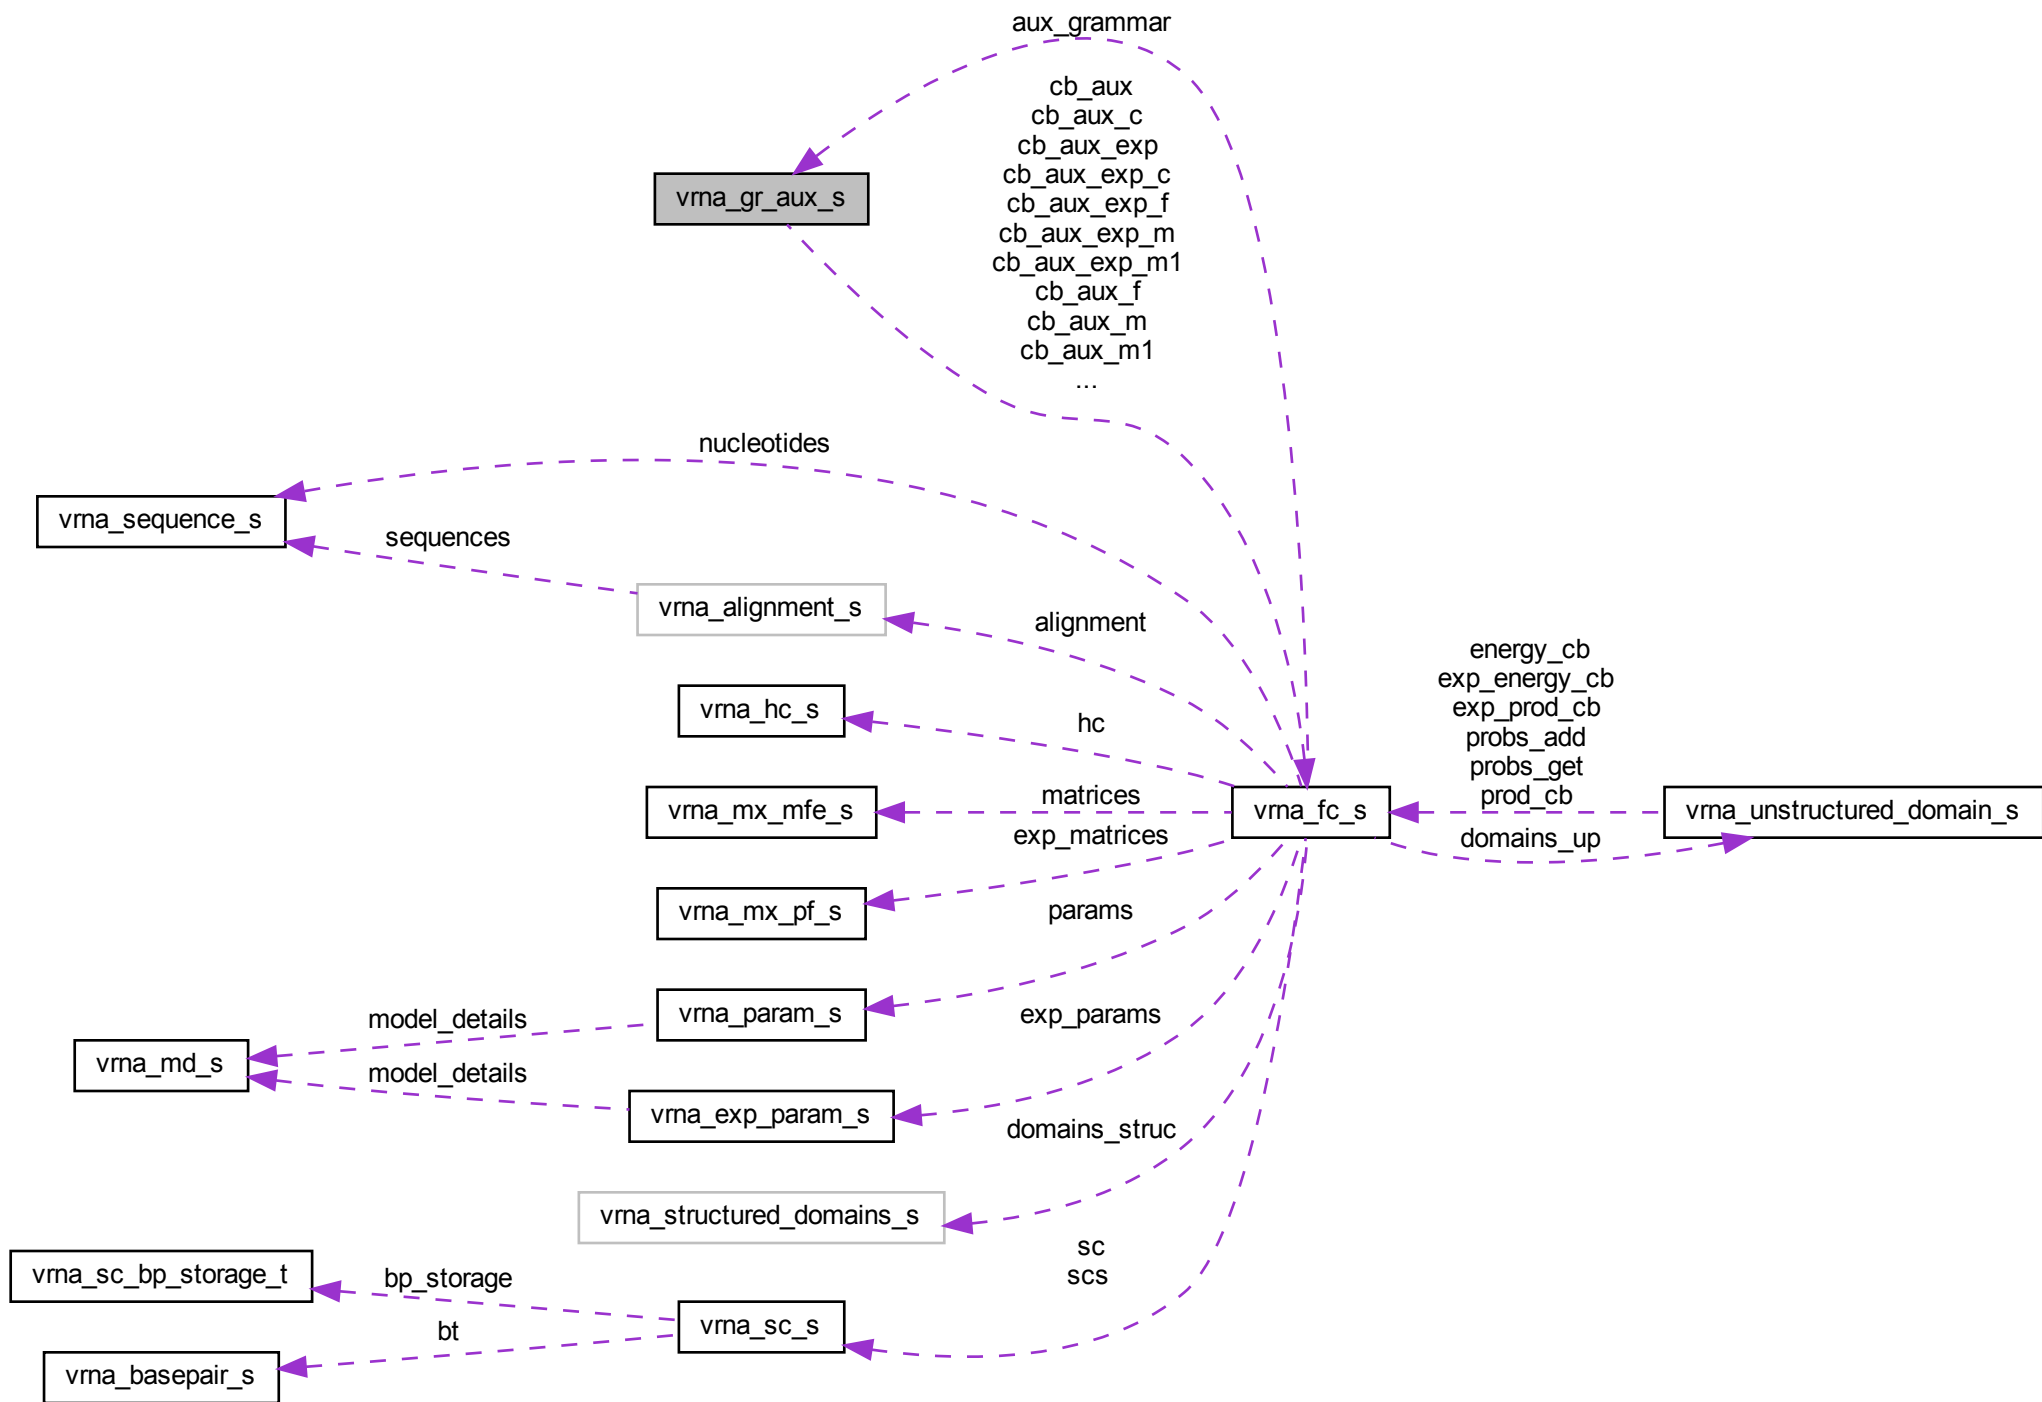 aux_grammar
cb_aux
cb_aux_c
cb_aux_exp
cb_aux_exp_c
cb_aux_exp_f
cb_aux_exp_m
cb_aux_exp_m1
cb_aux_f
cb_aux_m
cb_aux_m1
...
vrna_gr_aux_s
nucleotides
vrna_sequence_s
sequences
vrna_alignment_s
alignment
vrna_hc_s
hc
energy_cb
exp_energy_cb
exp_prod_cb
probs_add
probs_get
prod_cb
vrna_mx_mfe_s
matrices
vrna_fc_s
vrna_unstructured_domain_s
domains_up
exp_matrices
vrna_mx_pf_s
params
vrna_param_s
model_details
exp_params
vrna_md_s
model_details
vrna_exp_param_s
domains_struc
vrna_structured_domains_s
sc
scs
vrna_sc_bp_storage_t
bp_storage
vrna_sc_s
bt
vrna_basepair_s